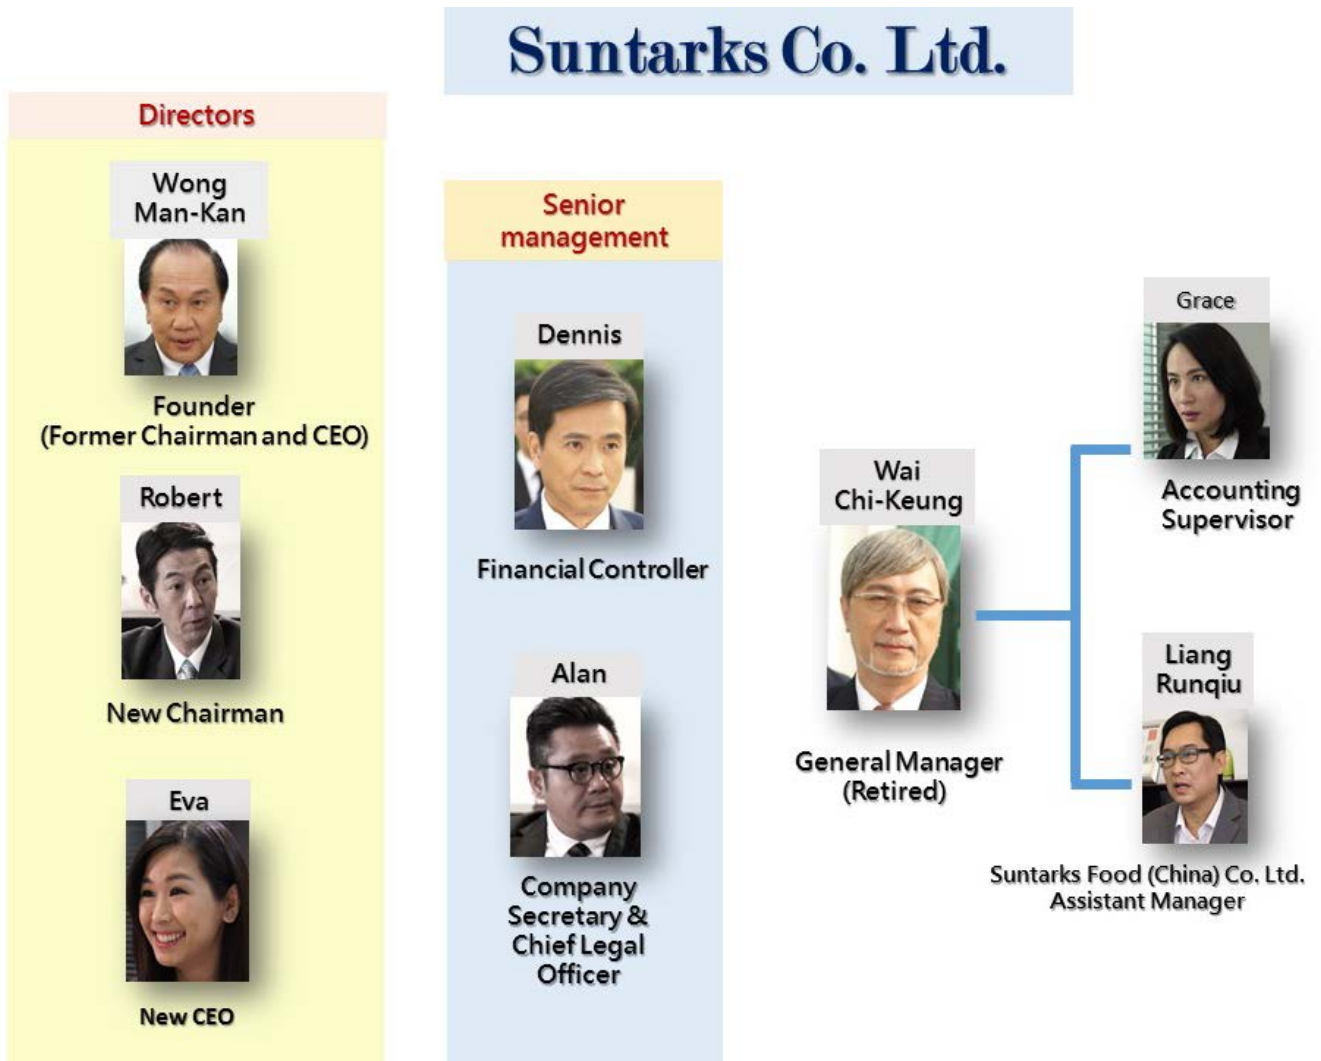 Suntarks Co. Ltd.
Directors
Wong
Man-Kan
Founder
(Former Chairman and CEO)
Robert
New Chairman
Eva
New CEO
Senior
management
Dennis
Financial Controller
Alan
Company
Secretary &
Chief Legal
Officer
Wai
Chi-Keung
General Manager
(Retired)
Grace
Accounting
Supervisor
Liang
Runqiu
Suntarks Food (China) Co. Ltd.
Assistant Manager